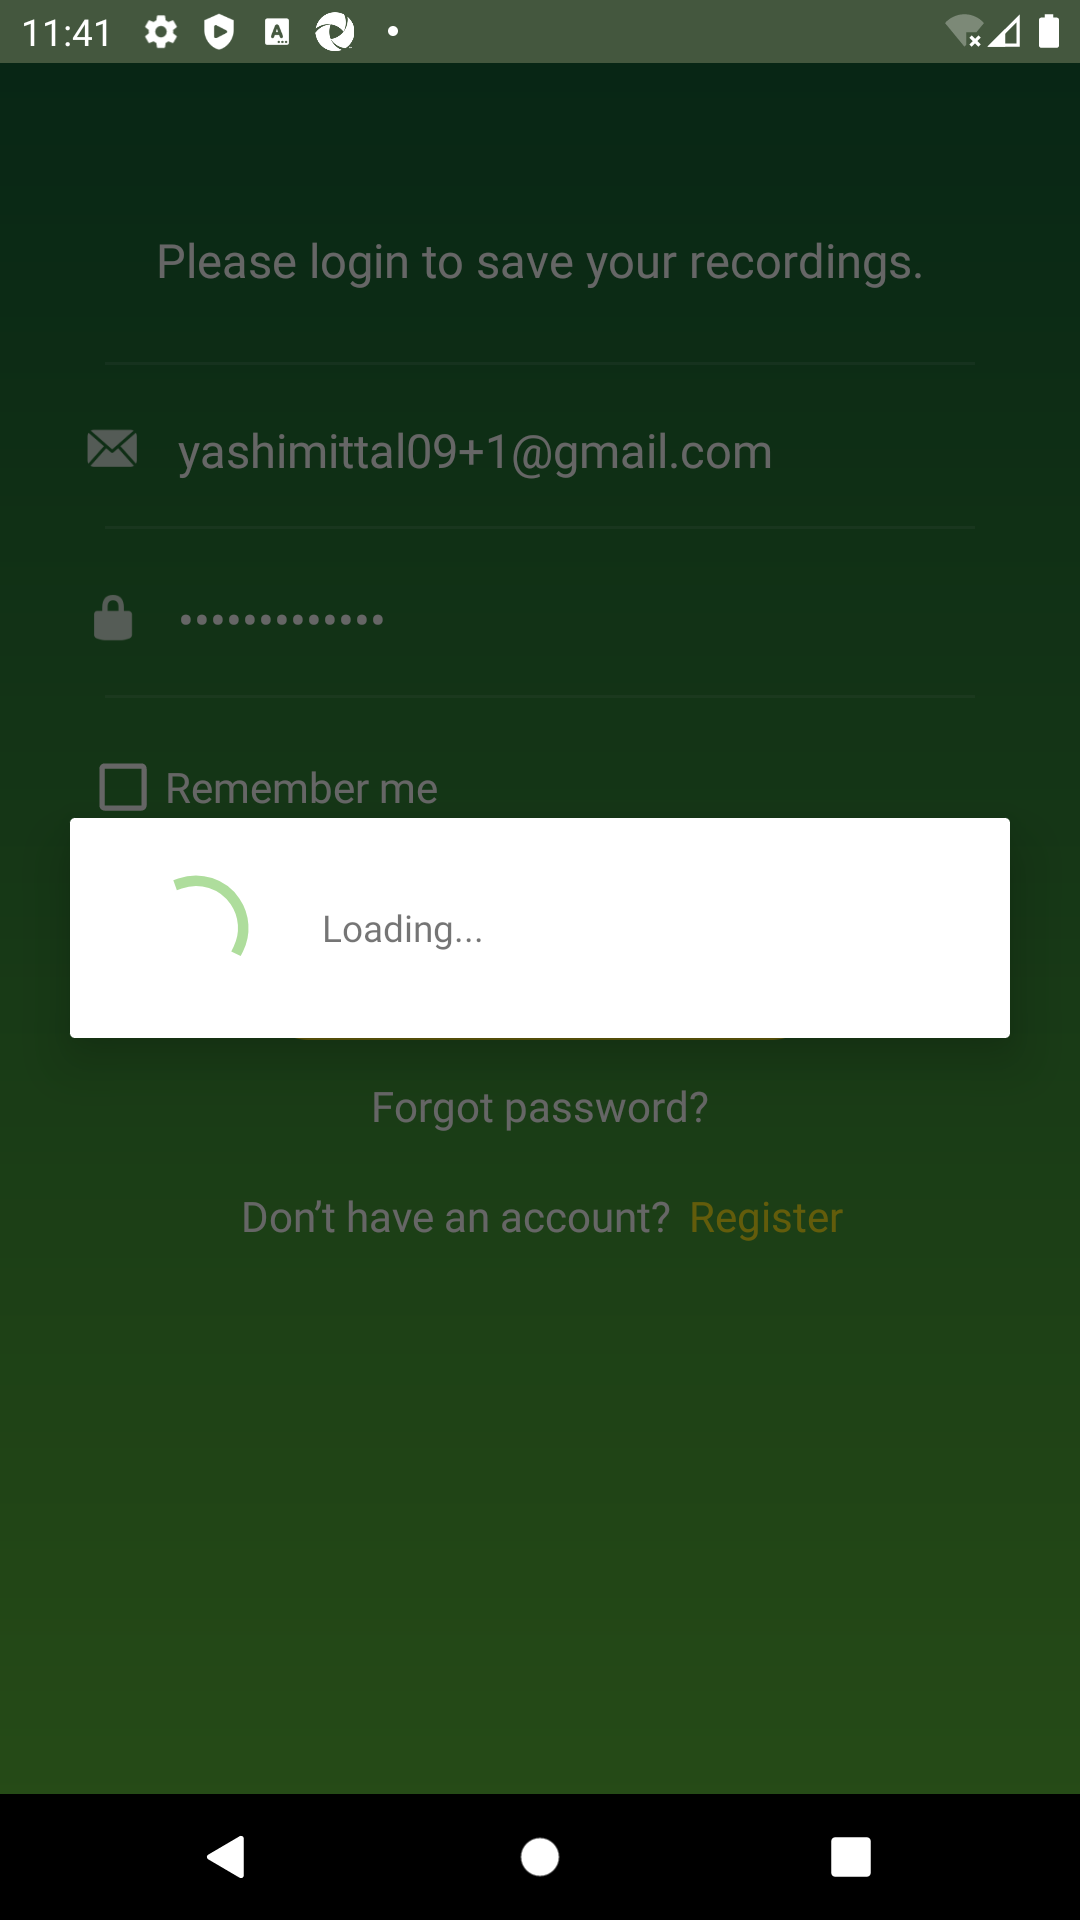 11:41
Please login to save your recordings.
yashimittal09+1@gmail.com
•••••••••••••
Remember me
Loading...
Forgot password?
Don’t have an account? Register